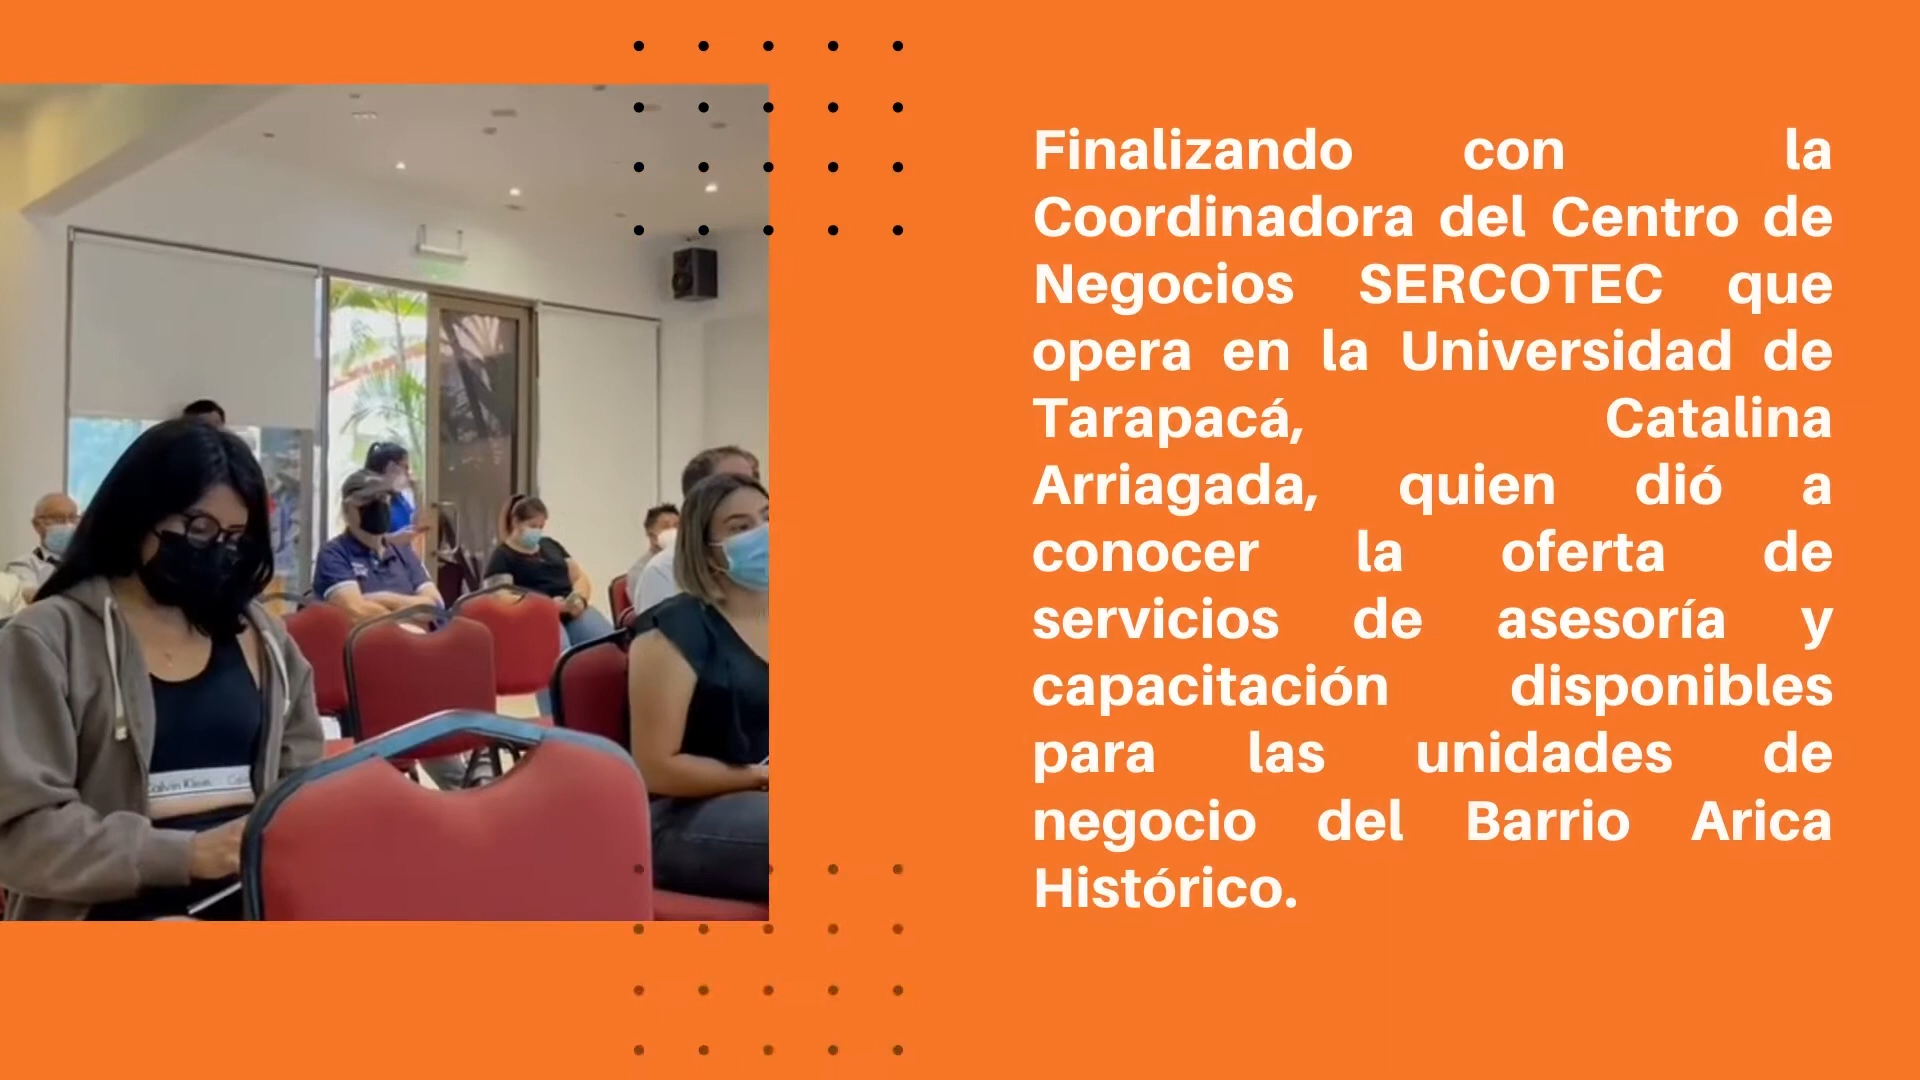 Finalizando con la
Coordinadora del Centro de
Negocios SERCOTEC que
opera en la Universidad de
Tarapacá, Catalina
Arriagada, quien dió a
conocer la oferta de
servicios de asesoría y
capacitación disponibles
para las unidades de
negocio del Barrio Arica
Histórico.
Calvin Klein